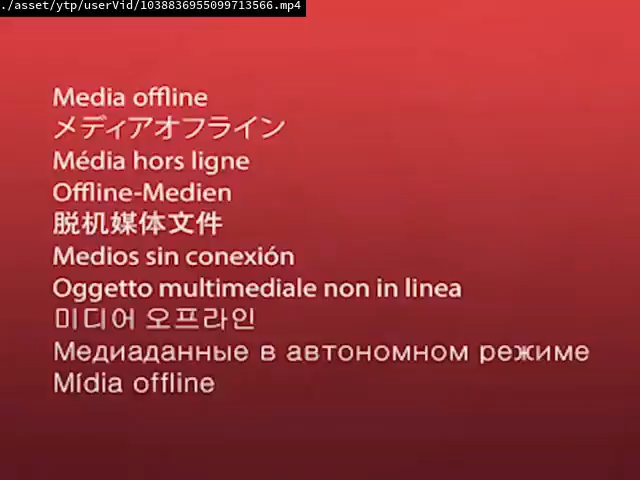 ./asset/ytp/userVid/1038836955099713566.mp4
Media offline
メディアオフライン
Média hors ligne
Offline-Medien
脱机媒体文件
Medios sin conexión
Oggetto multimediale non in linea
미디어 오프라인
Медиаданные в автономном режиме
Mídia offline